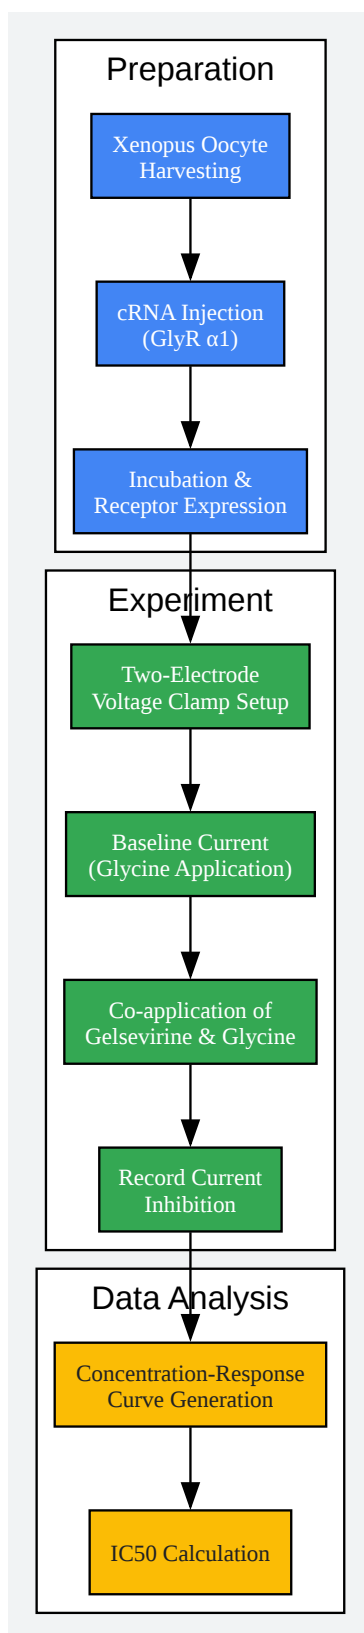 Preparation
Xenopus Oocyte
Harvesting
cRNA Injection
(GlyR α1)
Incubation &
Receptor Expression
Experiment
Two-Electrode
Voltage Clamp Setup
Baseline Current
(Glycine Application)
Co-application of
Gelsevirine & Glycine
Record Current
Inhibition
Data Analysis
Concentration-Response
Curve Generation
IC50 Calculation